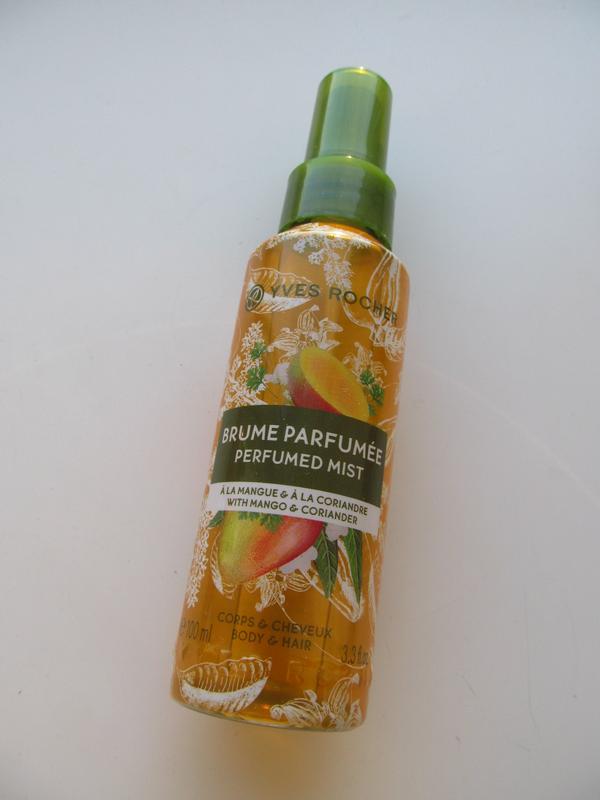 YVES ROCHER
BRUME PARFUMÉE
PERFUMED MIST
À LA MANGUE & À LA CORIANDRE
WITH MANGO & CORIANDER
CORPS & CHEVEUX
BODY & HAIR
e 100 ml
3.3 fl.oz